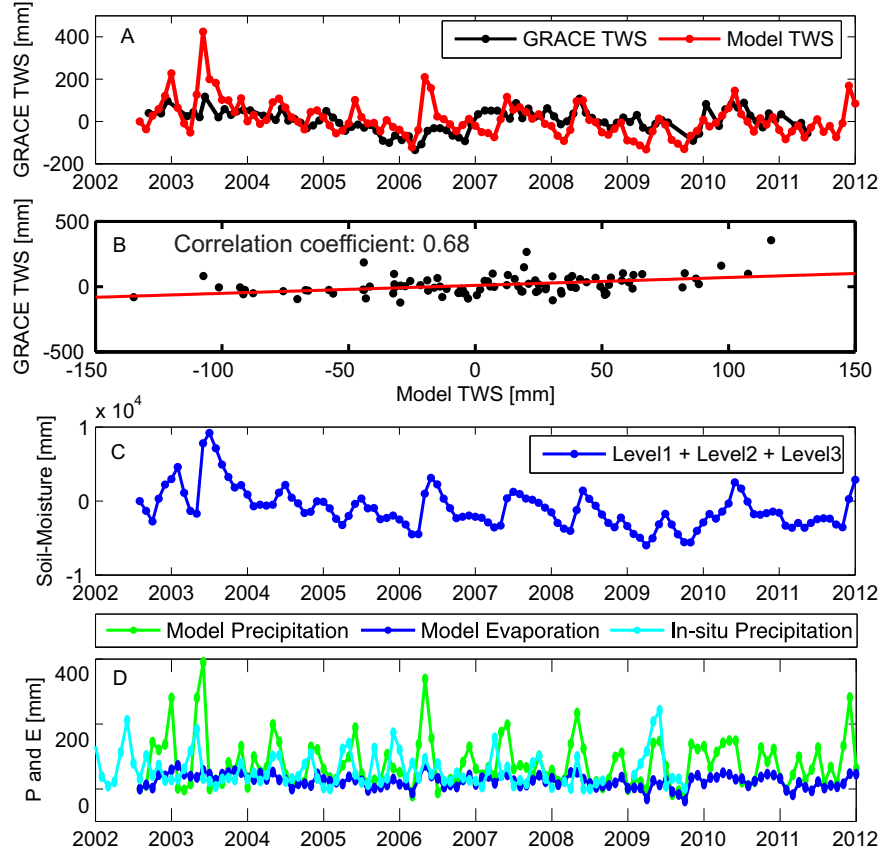 A
GRACE TWS
Model TWS
GRACE TWS [mm]
400
200
0
-200
2002 2003 2004 2005 2006 2007 2008 2009 2010 2011 2012
B
Correlation coefficient: 0.68
GRACE TWS [mm]
500
0
-500
-150 -100 -50 0 50 100 150
Model TWS [mm]
x 10^4
C
Level1 + Level2 + Level3
Soil-Moisture [mm]
1
0
-1
2002 2003 2004 2005 2006 2007 2008 2009 2010 2011 2012
Model Precipitation Model Evaporation In-situ Precipitation
D
P and E [mm]
400
200
0
2002 2003 2004 2005 2006 2007 2008 2009 2010 2011 2012